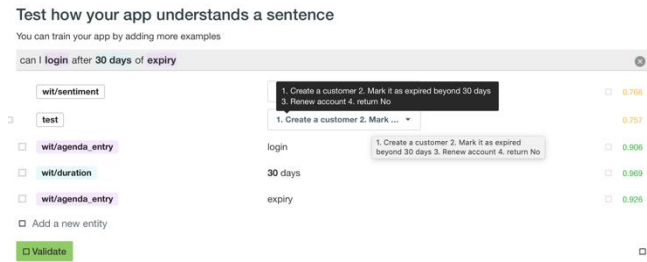 Test how your app understands a sentence
You can train your app by adding more examples
can I login after 30 days of expiry
wit/sentiment
1. Create a customer 2. Mark it as expired beyond 30 days
3. Renew account 4. return No
0.768
test
1. Create a customer 2. Mark ...
0.757
1. Create a customer 2. Mark it as expired
beyond 30 days 3. Renew account 4. return No
wit/agenda_entry login 0.906
wit/duration 30 days 0.969
wit/agenda_entry expiry 0.926
Add a new entity
Validate